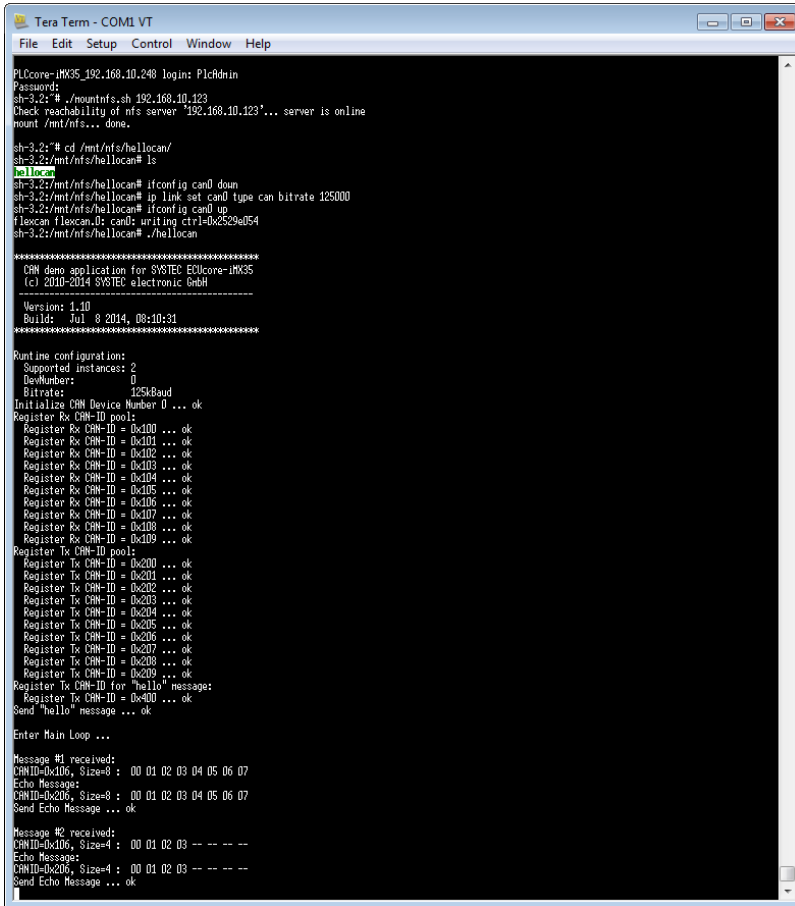 Tera Term - COM1 VT
File Edit Setup Control Window Help
PLCcore-iMX35_192.168.10.248 login: PlcAdmin
Password:
sh-3.2:~# ./mountnfs.sh 192.168.10.123
Check reachability of nfs server '192.168.10.123'... server is online
mount /mnt/nfs... done.
sh-3.2:~# cd /mnt/nfs/hellocan/
sh-3.2:/mnt/nfs/hellocan# ls
hellocan
sh-3.2:/mnt/nfs/hellocan# ifconfig can0 down
sh-3.2:/mnt/nfs/hellocan# ip link set can0 type can bitrate 125000
sh-3.2:/mnt/nfs/hellocan# ifconfig can0 up
flexcan flexcan.0: can0: writing ctrl=0x2529e054
sh-3.2:/mnt/nfs/hellocan# ./hellocan
*************************************************
CAN demo application for SYSTEC ECUcore-iMX35
(c) 2010-2014 SYSTEC electronic GmbH
-----------------------------------------------
Version: 1.10
Build: Jul 8 2014, 08:10:31
*************************************************
Runtime configuration:
Supported instances: 2
DevNumber: 0
Bitrate: 125kBaud
Initialize CAN Device Number 0 ... ok
Register Rx CAN-ID pool:
Register Rx CAN-ID = 0x100 ... ok
Register Rx CAN-ID = 0x101 ... ok
Register Rx CAN-ID = 0x102 ... ok
Register Rx CAN-ID = 0x103 ... ok
Register Rx CAN-ID = 0x104 ... ok
Register Rx CAN-ID = 0x105 ... ok
Register Rx CAN-ID = 0x106 ... ok
Register Rx CAN-ID = 0x107 ... ok
Register Rx CAN-ID = 0x108 ... ok
Register Rx CAN-ID = 0x109 ... ok
Register Tx CAN-ID pool:
Register Tx CAN-ID = 0x200 ... ok
Register Tx CAN-ID = 0x201 ... ok
Register Tx CAN-ID = 0x202 ... ok
Register Tx CAN-ID = 0x203 ... ok
Register Tx CAN-ID = 0x204 ... ok
Register Tx CAN-ID = 0x205 ... ok
Register Tx CAN-ID = 0x206 ... ok
Register Tx CAN-ID = 0x207 ... ok
Register Tx CAN-ID = 0x208 ... ok
Register Tx CAN-ID = 0x209 ... ok
Register Tx CAN-ID for "hello" message:
Register Tx CAN-ID = 0x400 ... ok
Send "hello" message ... ok
Enter Main Loop ...
Message #1 received:
CANID=0x106, Size=8 : 00 01 02 03 04 05 06 07
Echo Message:
CANID=0x206, Size=8 : 00 01 02 03 04 05 06 07
Send Echo Message ... ok
Message #2 received:
CANID=0x106, Size=4 : 00 01 02 03 -- -- -- --
Echo Message:
CANID=0x206, Size=4 : 00 01 02 03 -- -- -- --
Send Echo Message ... ok